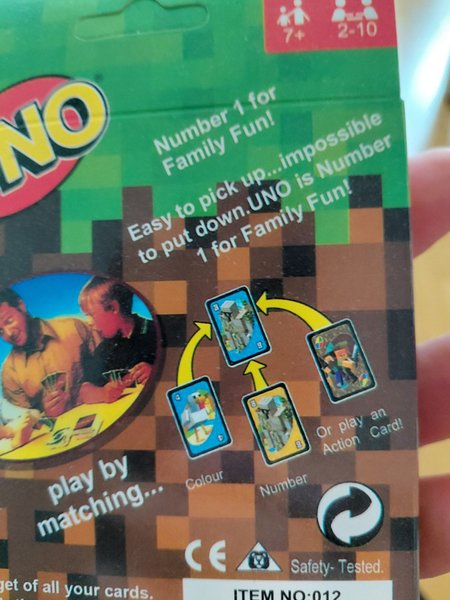 7+
2-10
NO
Number 1 for
Family Fun!
Easy to pick up...impossible
to put down.UNO is Number
1 for Family Fun!
play by
matching...
Colour
Number
Or play an
Action Card!
CE
Safety- Tested.
get of all your cards.
ITEM NO:012